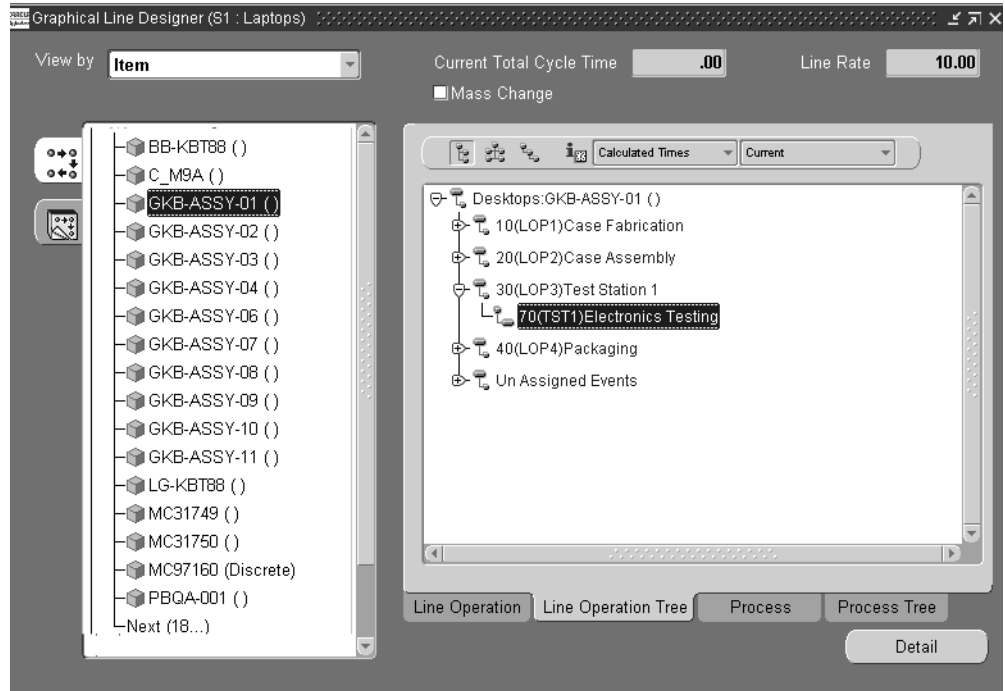 Graphical Line Designer (S1 : Laptops)
View by
Item
Current Total Cycle Time
.00
Line Rate
10.00
Mass Change
BB-KBT88 ( )
C_M9A ( )
GKB-ASSY-01 ( )
GKB-ASSY-02 ( )
GKB-ASSY-03 ( )
GKB-ASSY-04 ( )
GKB-ASSY-06 ( )
GKB-ASSY-07 ( )
GKB-ASSY-08 ( )
GKB-ASSY-09 ( )
GKB-ASSY-10 ( )
GKB-ASSY-11 ( )
LG-KBT88 ( )
MC31749 ( )
MC31750 ( )
MC97160 (Discrete)
PBQA-001 ( )
Next (18...)
Calculated Times
Current
Desktops:GKB-ASSY-01 ( )
10(LOP1)Case Fabrication
20(LOP2)Case Assembly
30(LOP3)Test Station 1
70(TST1)Electronics Testing
40(LOP4)Packaging
Un Assigned Events
Line Operation
Line Operation Tree
Process
Process Tree
Detail